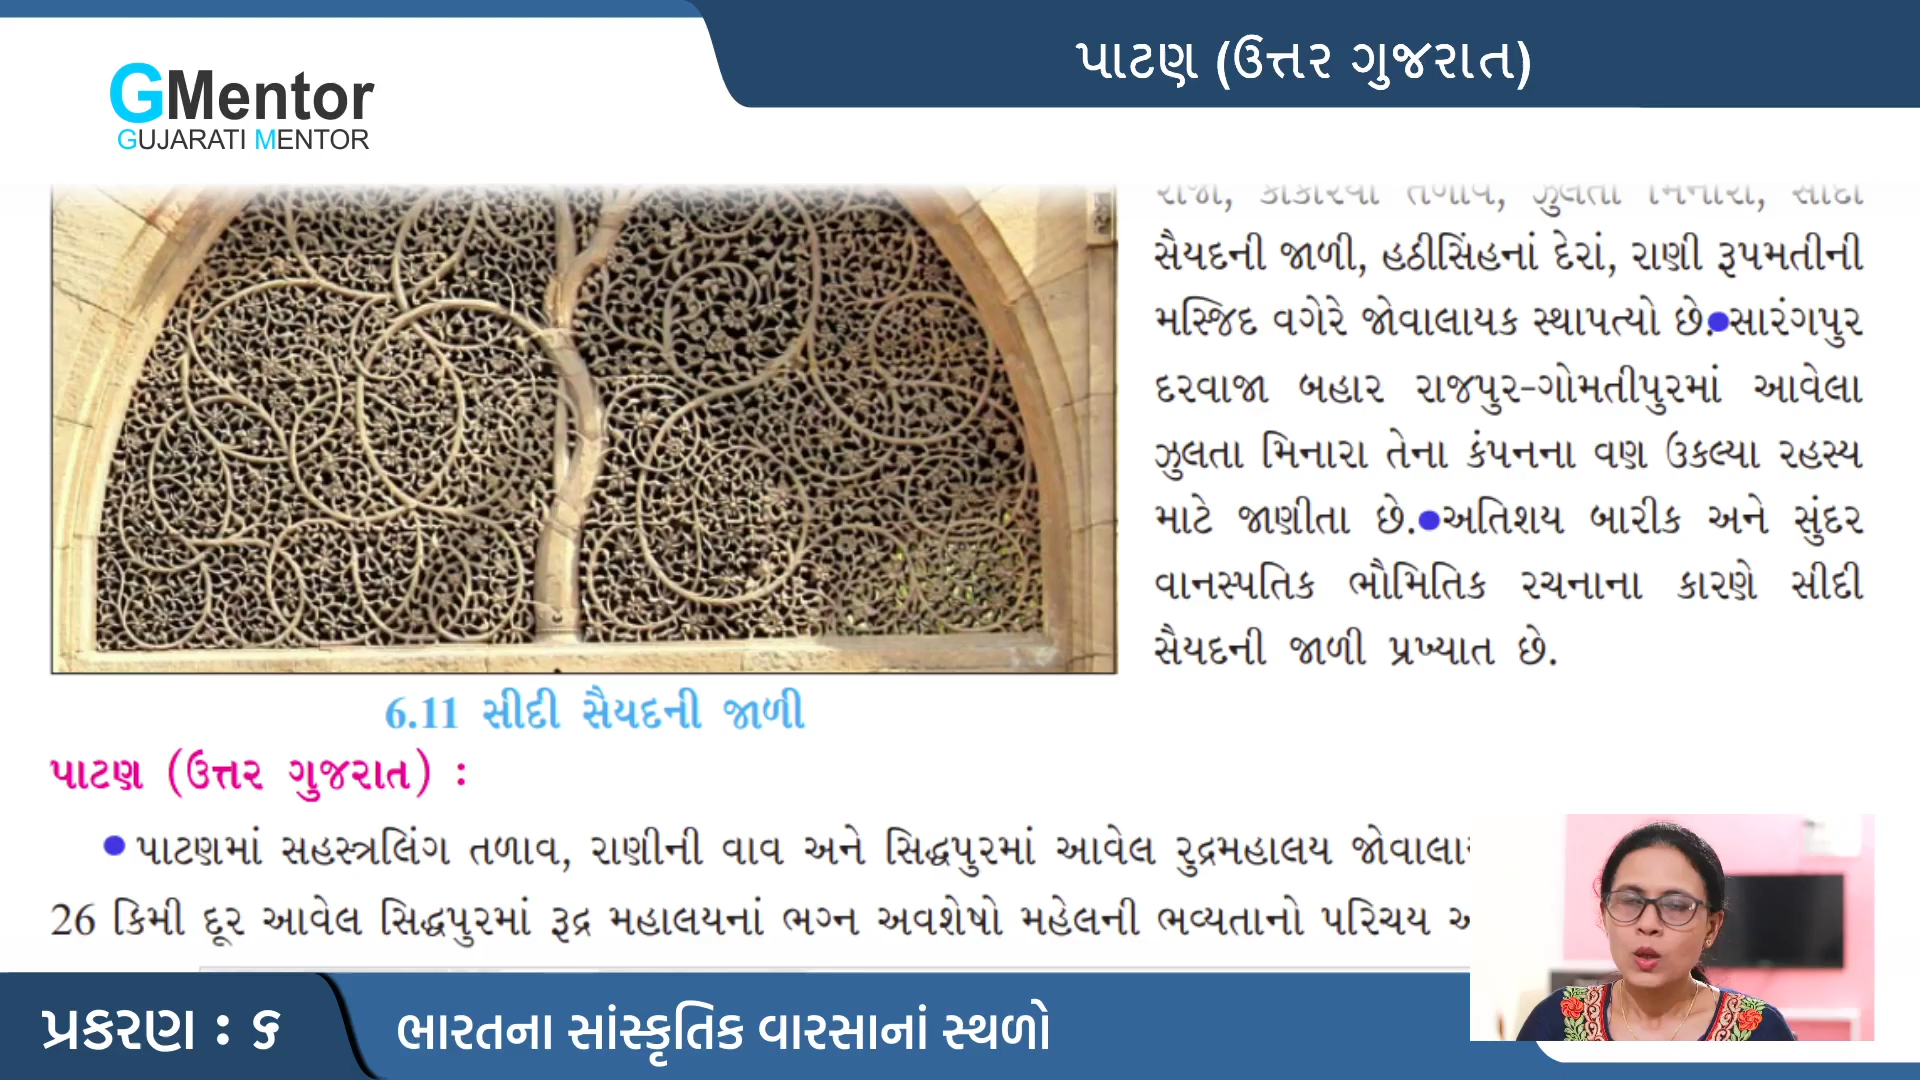 પાટણ (ઉત્તર ગુજરાત)
GMentor
GUJARATI MENTOR
રાજા, કાંકરિયા તળાવ, ઝુલતા મિનારા, સીદી
સૈયદની જાળી, હઠીસિંહનાં દેરાં, રાણી રૂપમતીની
મસ્જિદ વગેરે જોવાલાયક સ્થાપત્યો છે. સારંગપુર
દરવાજા બહાર રાજપુર-ગોમતીપુરમાં આવેલા
ઝુલતા મિનારા તેના કંપનના વણ ઉકલ્યા રહસ્ય
માટે જાણીતા છે. અતિશય બારીક અને સુંદર
વાનસ્પતિક ભૌમિતિક રચનાના કારણે સીદી
સૈયદની જાળી પ્રખ્યાત છે.
6.11 સીદી સૈયદની જાળી
પાટણ (ઉત્તર ગુજરાત) :
પાટણમાં સહસ્ત્રલિંગ તળાવ, રાણીની વાવ અને સિદ્ધપુરમાં આવેલ રુદ્રમહાલય
26 કિમી દૂર આવેલ સિદ્ધપુરમાં રૂદ્ર મહાલયનાં ભગ્ન અવશેષો મહેલની ભવ્યતાનો પરિચય
પ્રકરણ : ૬
ભારતના સાંસ્કૃતિક વારસાનાં સ્થળો